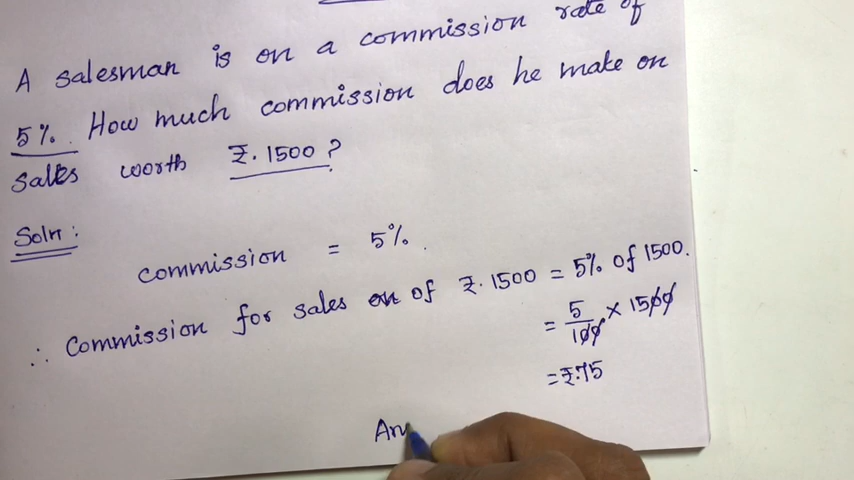 A salesman is on a commission rate of
5%. How much commission does he make on
sales worth ₹. 1500 ?
Soln :
commission = 5%.
∴ Commission for sales of ₹. 1500 = 5% of 1500.
= 5/100 × 1500
= ₹.75
An